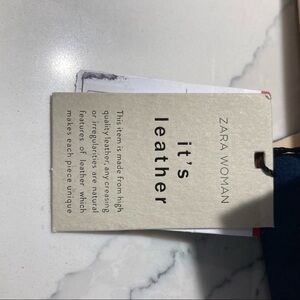 ZARA WOMAN
it's
leather
This item is made from high
quality leather, any creasing
or irregularities are natural
features of leather which
makes each piece unique